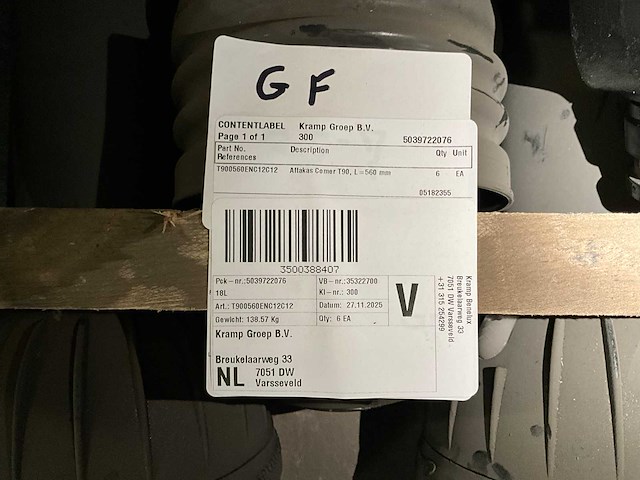 GF
CONTENTLABEL Kramp Groep B.V.
Page 1 of 1 300 5039722076
Part No. Description Qty Unit
References
T900560ENC12C12 Aftakas Comer T90, L=560 mm 6 EA
05182355
3500388407
Pck-nr.:5039722076 VB-nr.:35322700
18L KI-nr.: 300
Art.: T900560ENC12C12 Datum: 27.11.2025
Gewicht: 138.57 Kg Qty: 6 EA
V
Kramp Groep B.V.
Breukelaarweg 33
NL 7051 DW
Varsseveld
Kramp Benelux
Breukelaarweg 33
7051 DW Varsseveld
+31 315 254299